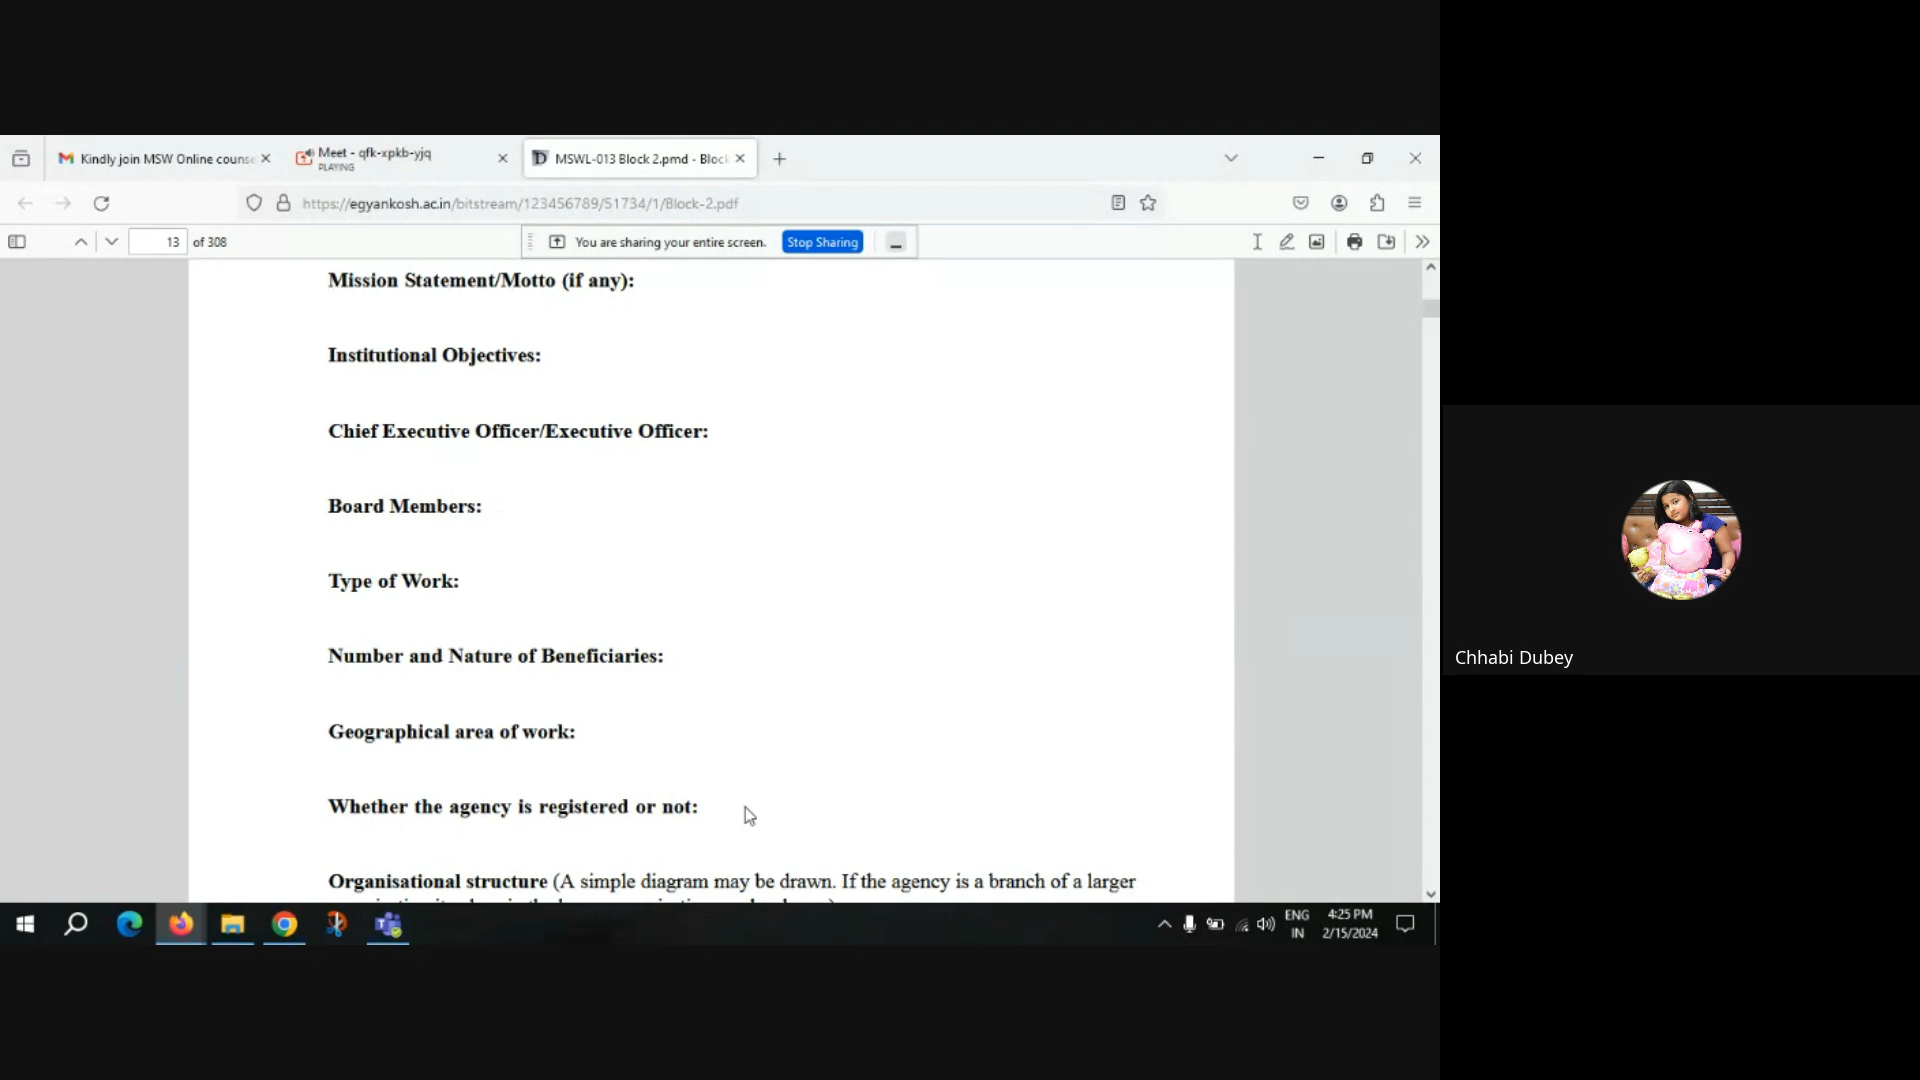 Kindly join MSW Online counse
Meet - qfk-xpkb-yjq
PLAYING
MSWL-013 Block 2.pmd - Bloc
https://egyankosh.ac.in/bitstream/123456789/51734/1/Block-2.pdf
13 of 308
You are sharing your entire screen. Stop Sharing
Mission Statement/Motto (if any):
Institutional Objectives:
Chief Executive Officer/Executive Officer:
Board Members:
Type of Work:
Number and Nature of Beneficiaries:
Geographical area of work:
Whether the agency is registered or not:
Organisational structure (A simple diagram may be drawn. If the agency is a branch of a larger
Chhabi Dubey
ENG 4:25 PM
IN 2/15/2024